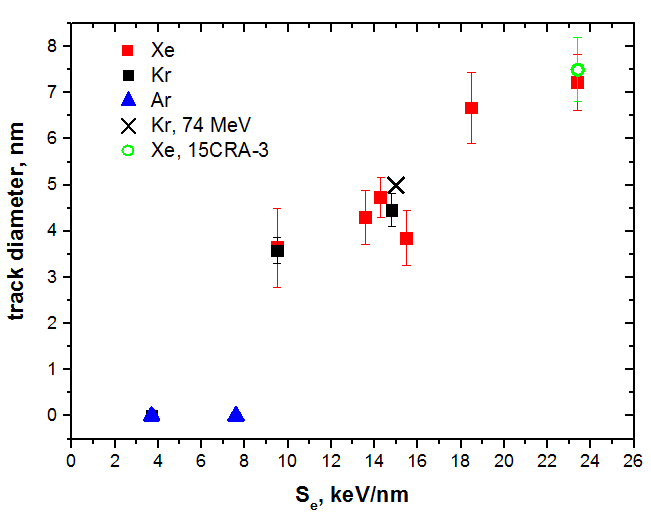 8
7
6
5
4
3
2
1
0
track diameter, nm
Xe
Kr
Ar
Kr, 74 MeV
Xe, 15CRA-3
0 2 4 6 8 10 12 14 16 18 20 22 24 26
Se, keV/nm